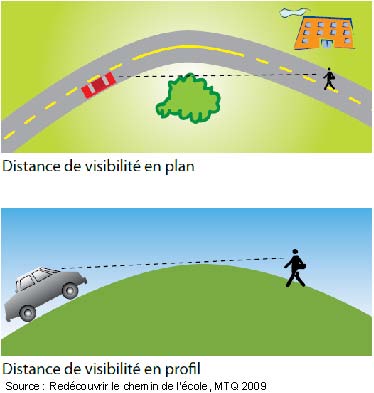 Distance de visibilité en plan
Distance de visibilité en profil
Source : Redécouvrir le chemin de l'école, MTQ 2009